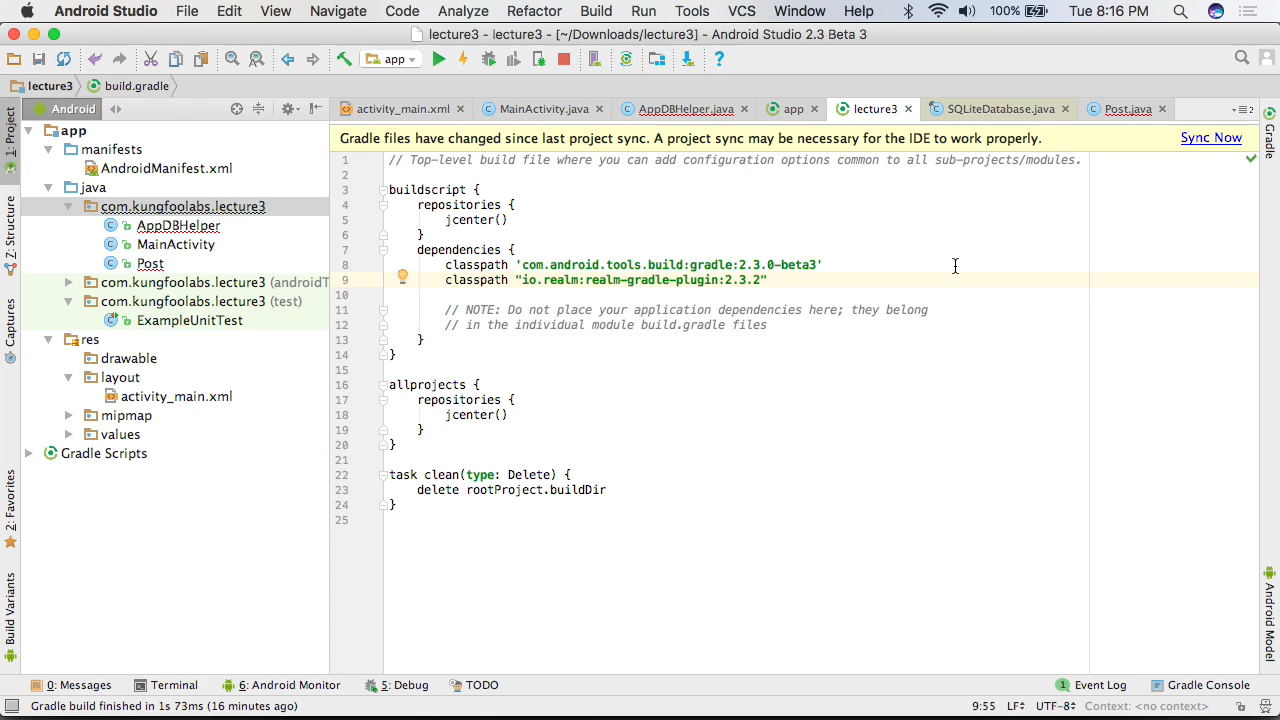 Android Studio File Edit View Navigate Code Analyze Refactor Build Run Tools VCS Window Help 100% Tue 8:16 PM
lecture3 - lecture3 - [~/Downloads/lecture3] - Android Studio 2.3 Beta 3
app
lecture3 build.gradle
Android activity_main.xml MainActivity.java AppDBHelper.java app lecture3 SQLiteDatabase.java Post.java
Gradle files have changed since last project sync. A project sync may be necessary for the IDE to work properly. Sync Now
1: Project
Z: Structure
Captures
2: Favorites
Build Variants
app
manifests
AndroidManifest.xml
java
com.kungfoolabs.lecture3
AppDBHelper
MainActivity
Post
com.kungfoolabs.lecture3 (androidT
com.kungfoolabs.lecture3 (test)
ExampleUnitTest
res
drawable
layout
activity_main.xml
mipmap
values
Gradle Scripts
1 // Top-level build file where you can add configuration options common to all sub-projects/modules.
2
3 buildscript {
4 repositories {
5 jcenter()
6 }
7 dependencies {
8 classpath 'com.android.tools.build:gradle:2.3.0-beta3'
9 classpath "io.realm:realm-gradle-plugin:2.3.2"
10
11 // NOTE: Do not place your application dependencies here; they belong
12 // in the individual module build.gradle files
13 }
14 }
15
16 allprojects {
17 repositories {
18 jcenter()
19 }
20 }
21
22 task clean(type: Delete) {
23 delete rootProject.buildDir
24 }
25
Gradle
Android Model
0: Messages Terminal 6: Android Monitor 5: Debug TODO 1 Event Log Gradle Console
Gradle build finished in 1s 73ms (16 minutes ago) 9:55 LF UTF-8 Context: <no context>